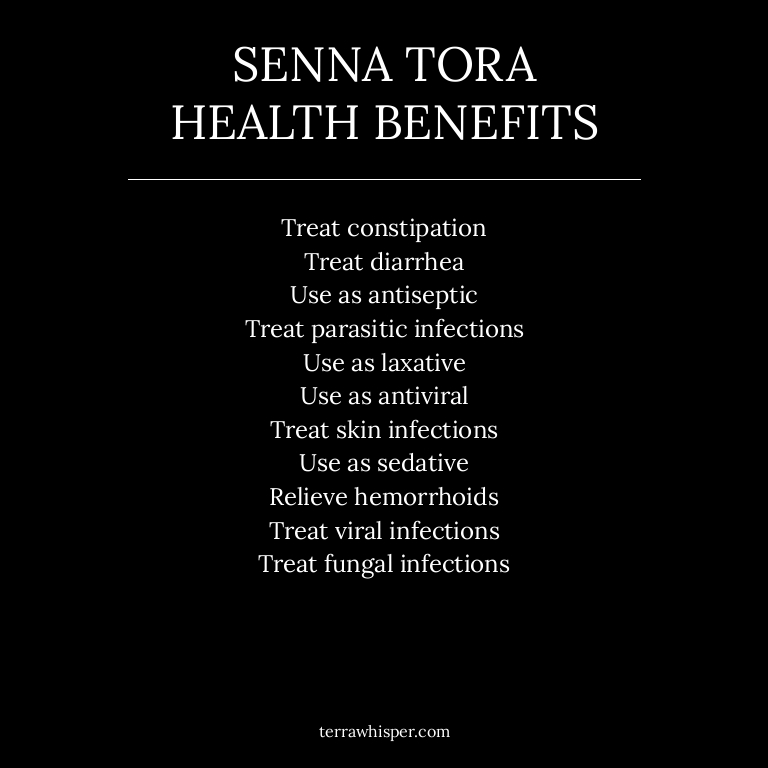 SENNA TORA
HEALTH BENEFITS
Treat constipation
Treat diarrhea
Use as antiseptic
Treat parasitic infections
Use as laxative
Use as antiviral
Treat skin infections
Use as sedative
Relieve hemorrhoids
Treat viral infections
Treat fungal infections
terrawhisper.com